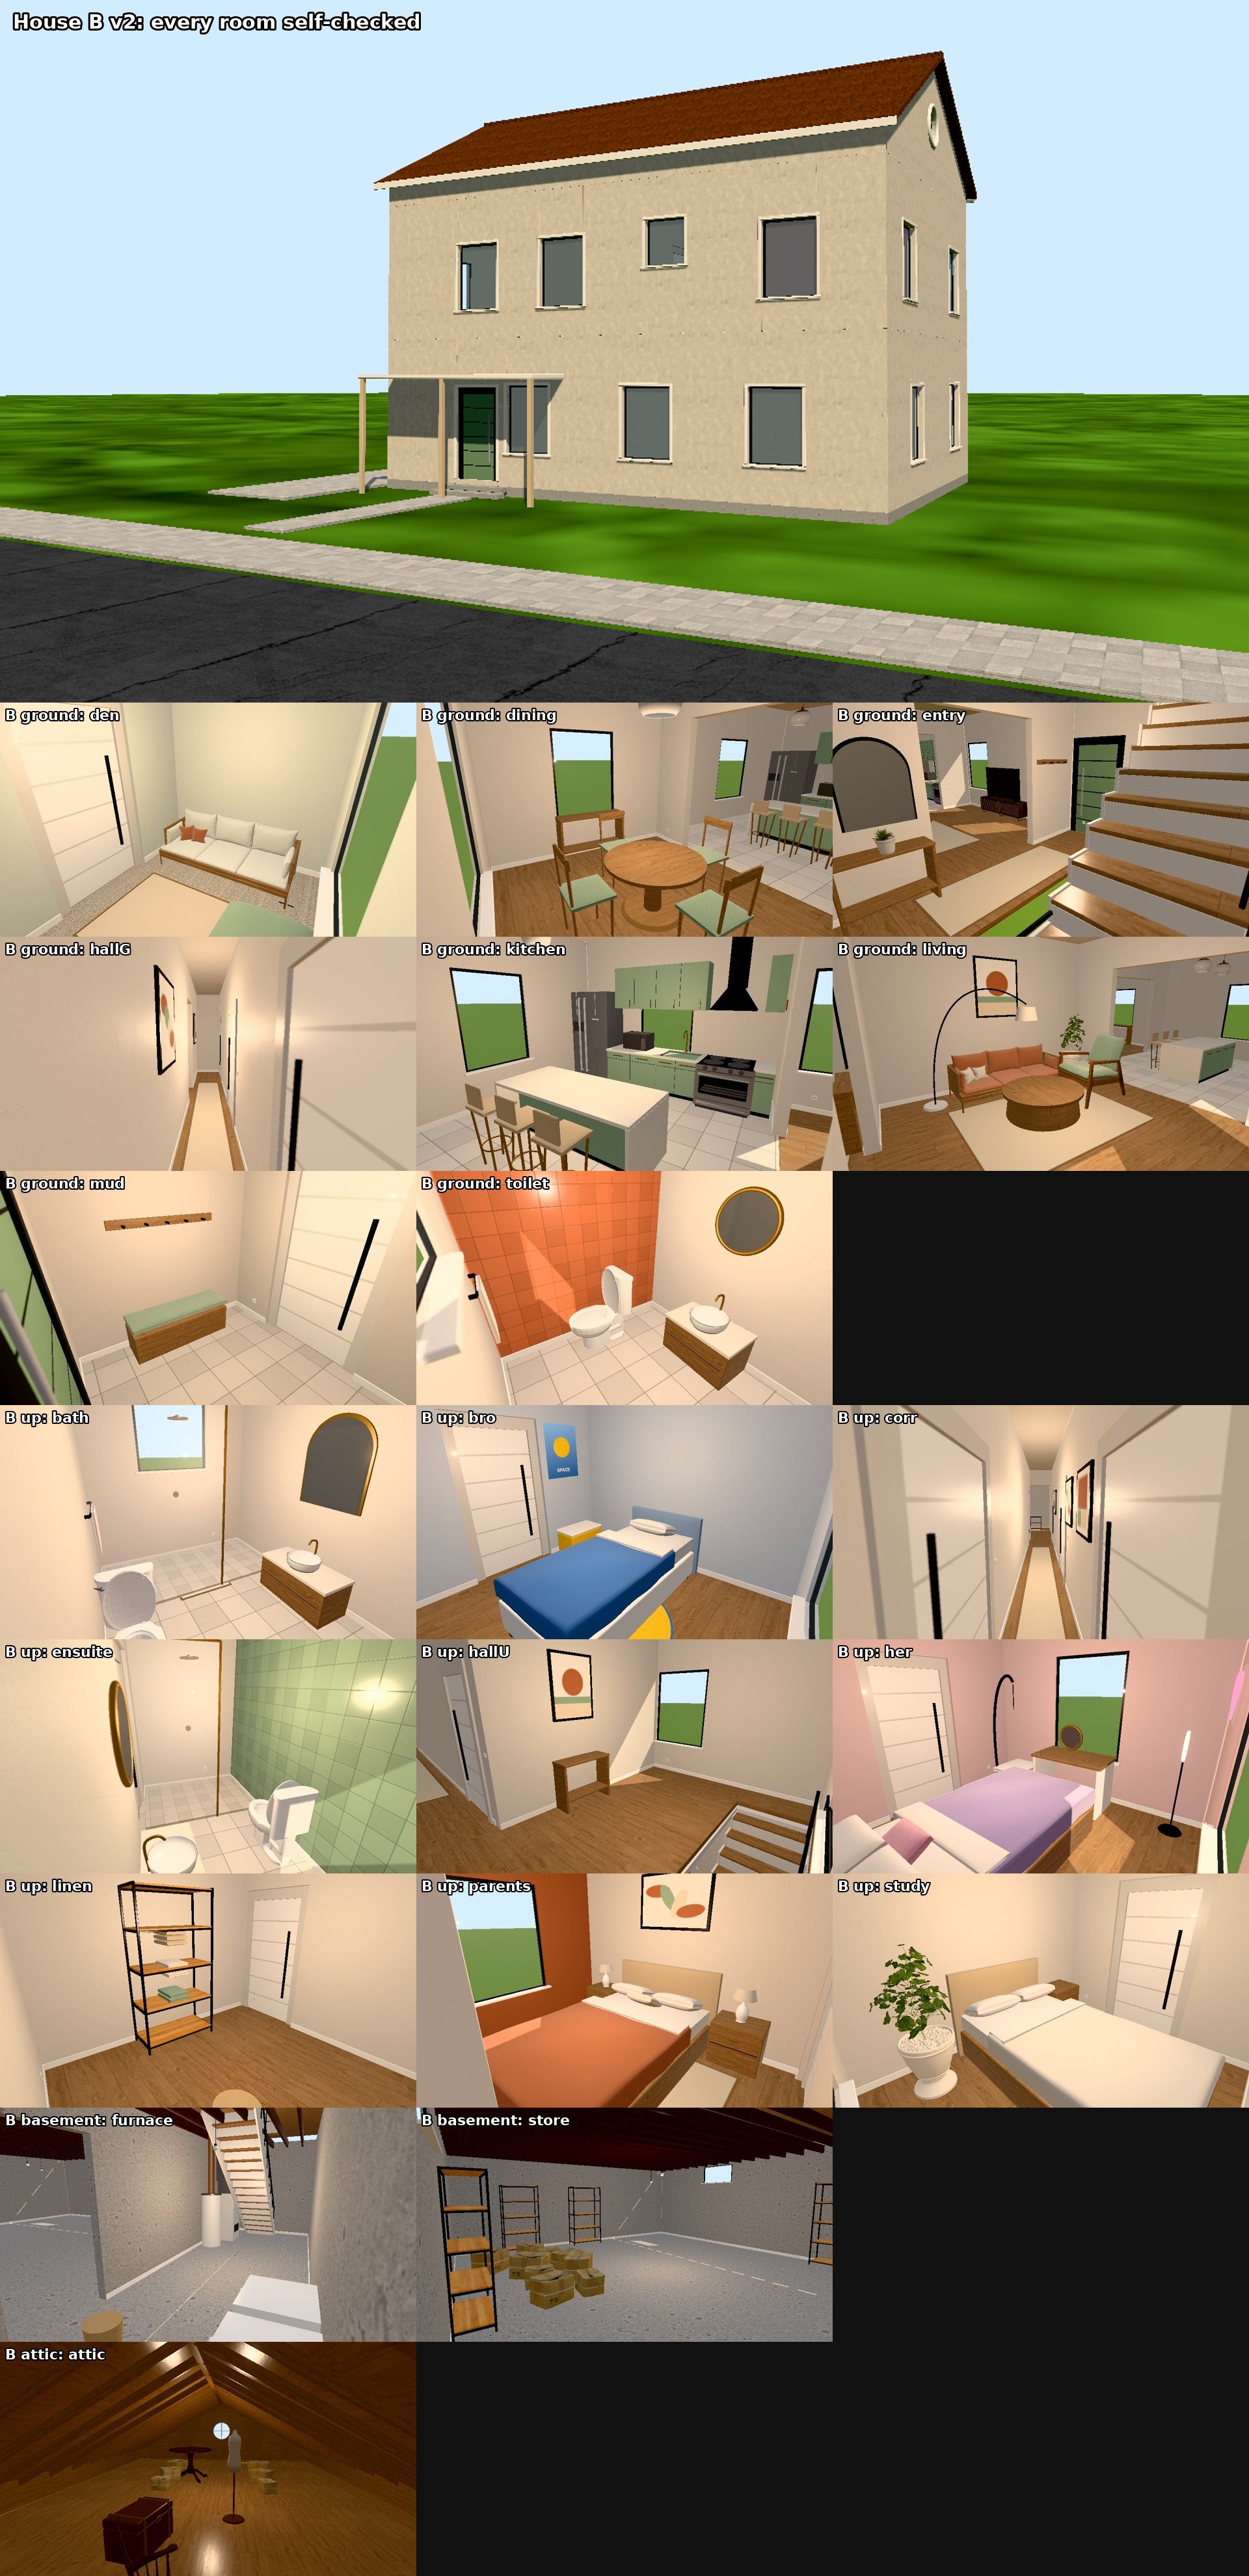 House B v2: every room self-checked
B ground: den
B ground: dining
B ground: entry
B ground: hallG
B ground: kitchen
B ground: living
B ground: mud
B ground: toilet
B up: bath
B up: bro
SPACE
B up: corr
B up: ensuite
B up: hallU
B up: her
B up: linen
B up: parents
B up: study
B basement: furnace
B basement: store
B attic: attic